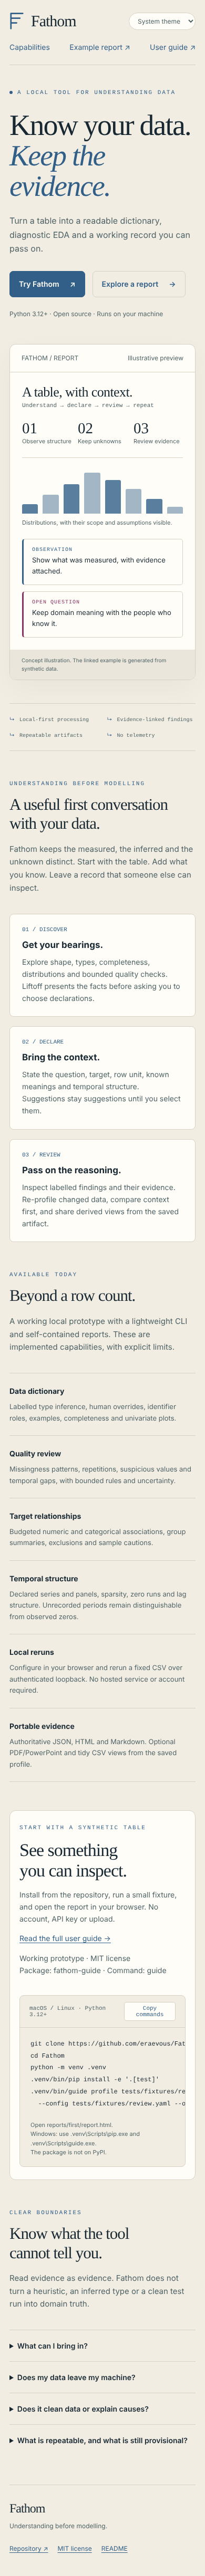 Fathom
System theme
Capabilities
Example report ↗
User guide ↗
A LOCAL TOOL FOR UNDERSTANDING DATA
Know your data.
Keep the
evidence.
Turn a table into a readable dictionary,
diagnostic EDA and a working record you can
pass on.
Try Fathom ↗
Explore a report →
Python 3.12+ · Open source · Runs on your machine
FATHOM / REPORT
Illustrative preview
A table, with context.
Understand → declare → review → repeat
01
Observe structure
02
Keep unknowns
03
Review evidence
Distributions, with their scope and assumptions visible.
OBSERVATION
Show what was measured, with evidence
attached.
OPEN QUESTION
Keep domain meaning with the people who
know it.
Concept illustration. The linked example is generated from
synthetic data.
↳ Local-first processing
↳ Evidence-linked findings
↳ Repeatable artifacts
↳ No telemetry
UNDERSTANDING BEFORE MODELLING
A useful first conversation
with your data.
Fathom keeps the measured, the inferred and the
unknown distinct. Start with the table. Add what
you know. Leave a record that someone else can
inspect.
01 / DISCOVER
Get your bearings.
Explore shape, types, completeness,
distributions and bounded quality checks.
Liftoff presents the facts before asking you to
choose declarations.
02 / DECLARE
Bring the context.
State the question, target, row unit, known
meanings and temporal structure.
Suggestions stay suggestions until you select
them.
03 / REVIEW
Pass on the reasoning.
Inspect labelled findings and their evidence.
Re-profile changed data, compare context
first, and share derived views from the saved
artifact.
AVAILABLE TODAY
Beyond a row count.
A working local prototype with a lightweight CLI
and self-contained reports. These are
implemented capabilities, with explicit limits.
Data dictionary
Labelled type inference, human overrides, identifier
roles, examples, completeness and univariate plots.
Quality review
Missingness patterns, repetitions, suspicious values and
temporal gaps, with bounded rules and uncertainty.
Target relationships
Budgeted numeric and categorical associations, group
summaries, exclusions and sample cautions.
Temporal structure
Declared series and panels, sparsity, zero runs and lag
structure. Unrecorded periods remain distinguishable
from observed zeros.
Local reruns
Configure in your browser and rerun a fixed CSV over
authenticated loopback. No hosted service or account
required.
Portable evidence
Authoritative JSON, HTML and Markdown. Optional
PDF/PowerPoint and tidy CSV views from the saved
profile.
START WITH A SYNTHETIC TABLE
See something
you can inspect.
Install from the repository, run a small fixture,
and open the report in your browser. No
account, API key or upload.
Read the full user guide →
Working prototype · MIT license
Package: fathom-guide · Command: guide
macOS / Linux · Python
3.12+
Copy
commands
git clone https://github.com/eraevous/Fat
cd Fathom
python -m venv .venv
.venv/bin/pip install -e '.[test]'
.venv/bin/guide profile tests/fixtures/re
--config tests/fixtures/review.yaml --o
Open reports/first/report.html.
Windows: use .venv\Scripts\pip.exe and
.venv\Scripts\guide.exe.
The package is not on PyPI.
CLEAR BOUNDARIES
Know what the tool
cannot tell you.
Read evidence as evidence. Fathom does not
turn a heuristic, an inferred type or a clean test
run into domain truth.
▶ What can I bring in?
▶ Does my data leave my machine?
▶ Does it clean data or explain causes?
▶ What is repeatable, and what is still provisional?
Fathom
Understanding before modelling.
Repository ↗
MIT license
README